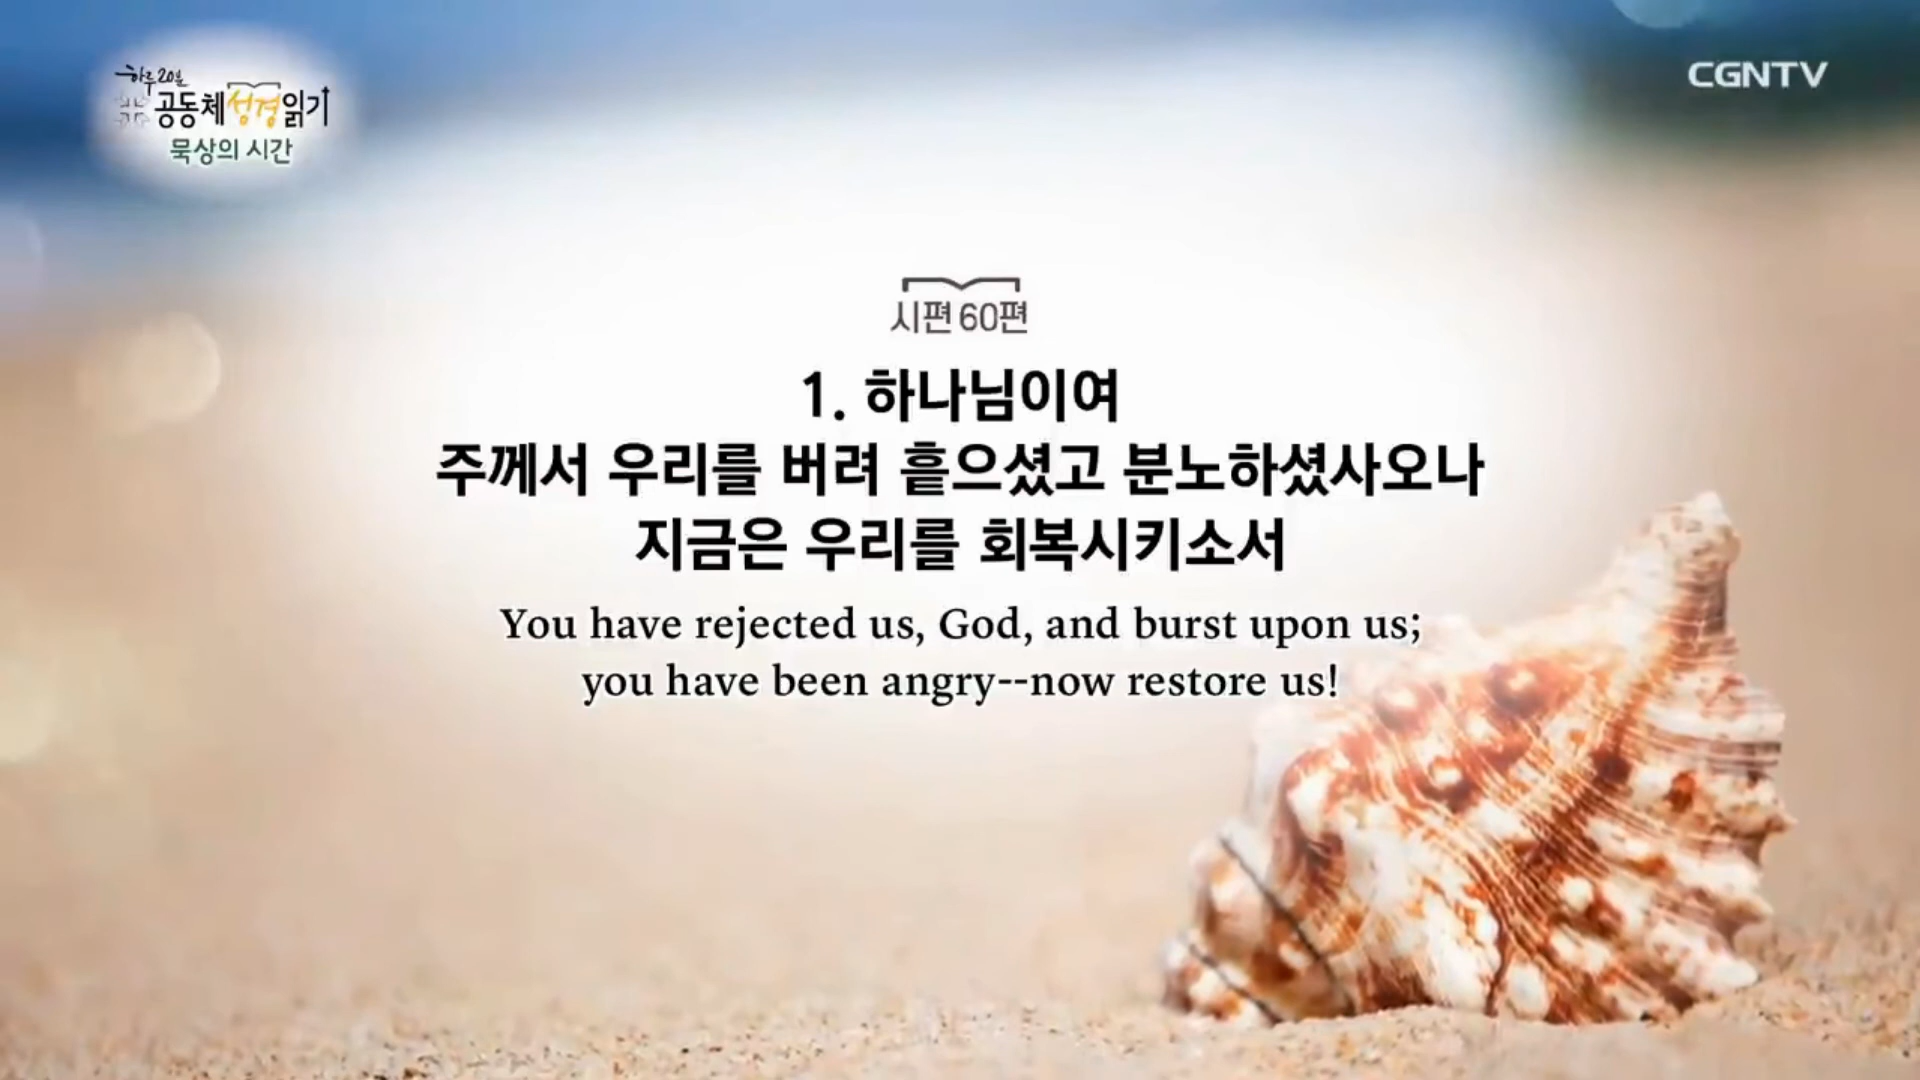 하루 20분
공동체성경읽기
묵상의 시간
CGNTV
시편 60편
1. 하나님이여
주께서 우리를 버려 흩으셨고 분노하셨사오나
지금은 우리를 회복시키소서
You have rejected us, God, and burst upon us;
you have been angry--now restore us!